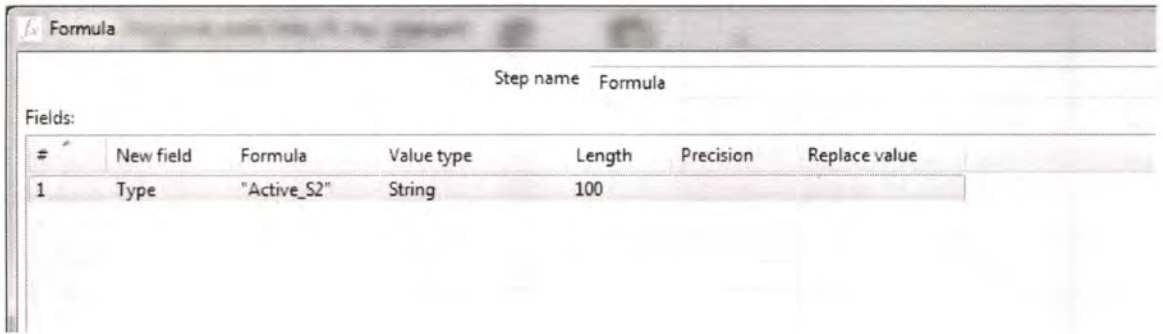 fx Formula
Step name Formula
Fields:
# New field Formula Value type Length Precision Replace value
1 Type "Active_S2" String 100